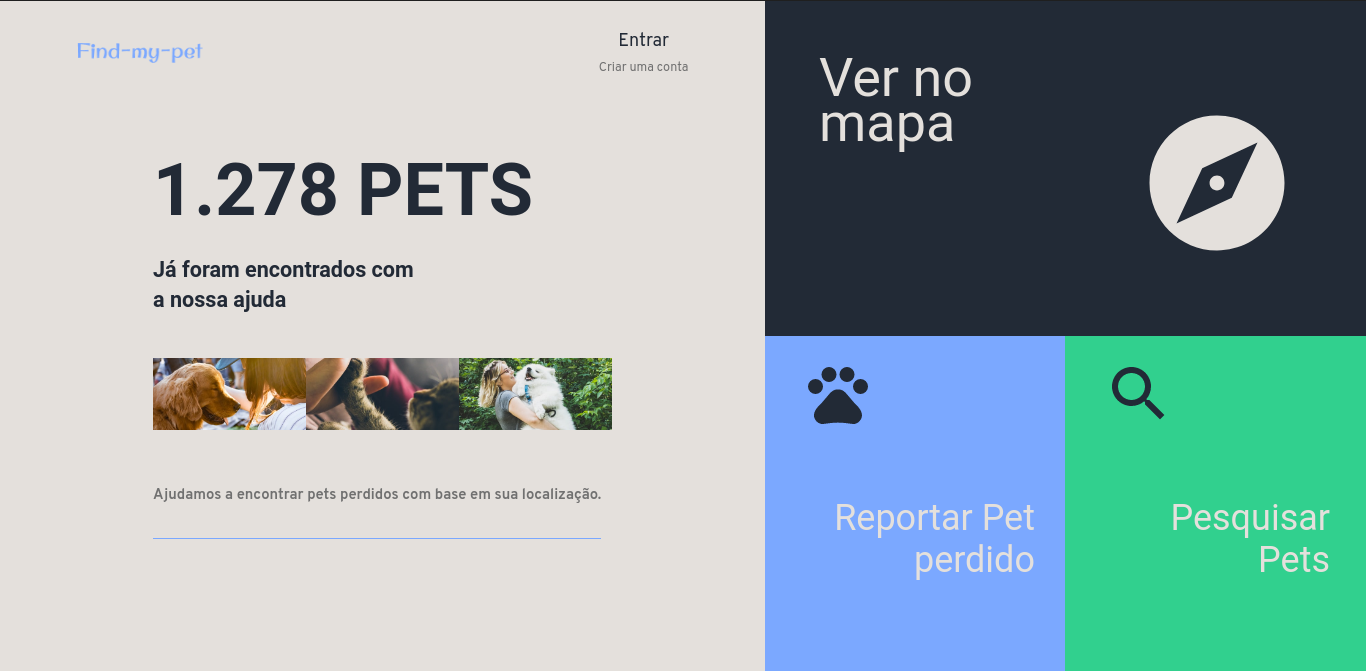 Find-my-pet
Entrar
Criar uma conta
1.278 PETS
Já foram encontrados com
a nossa ajuda
Ajudamos a encontrar pets perdidos com base em sua localização.
Ver no
mapa
Reportar Pet
perdido
Pesquisar
Pets